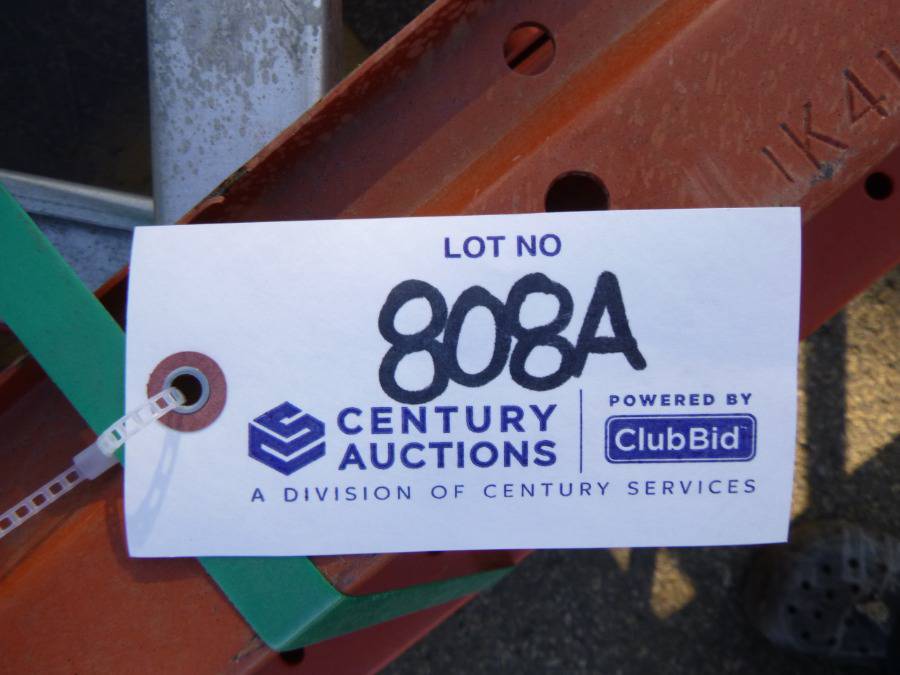 LOT NO
808A
CENTURY
AUCTIONS
POWERED BY
ClubBid
A DIVISION OF CENTURY SERVICES